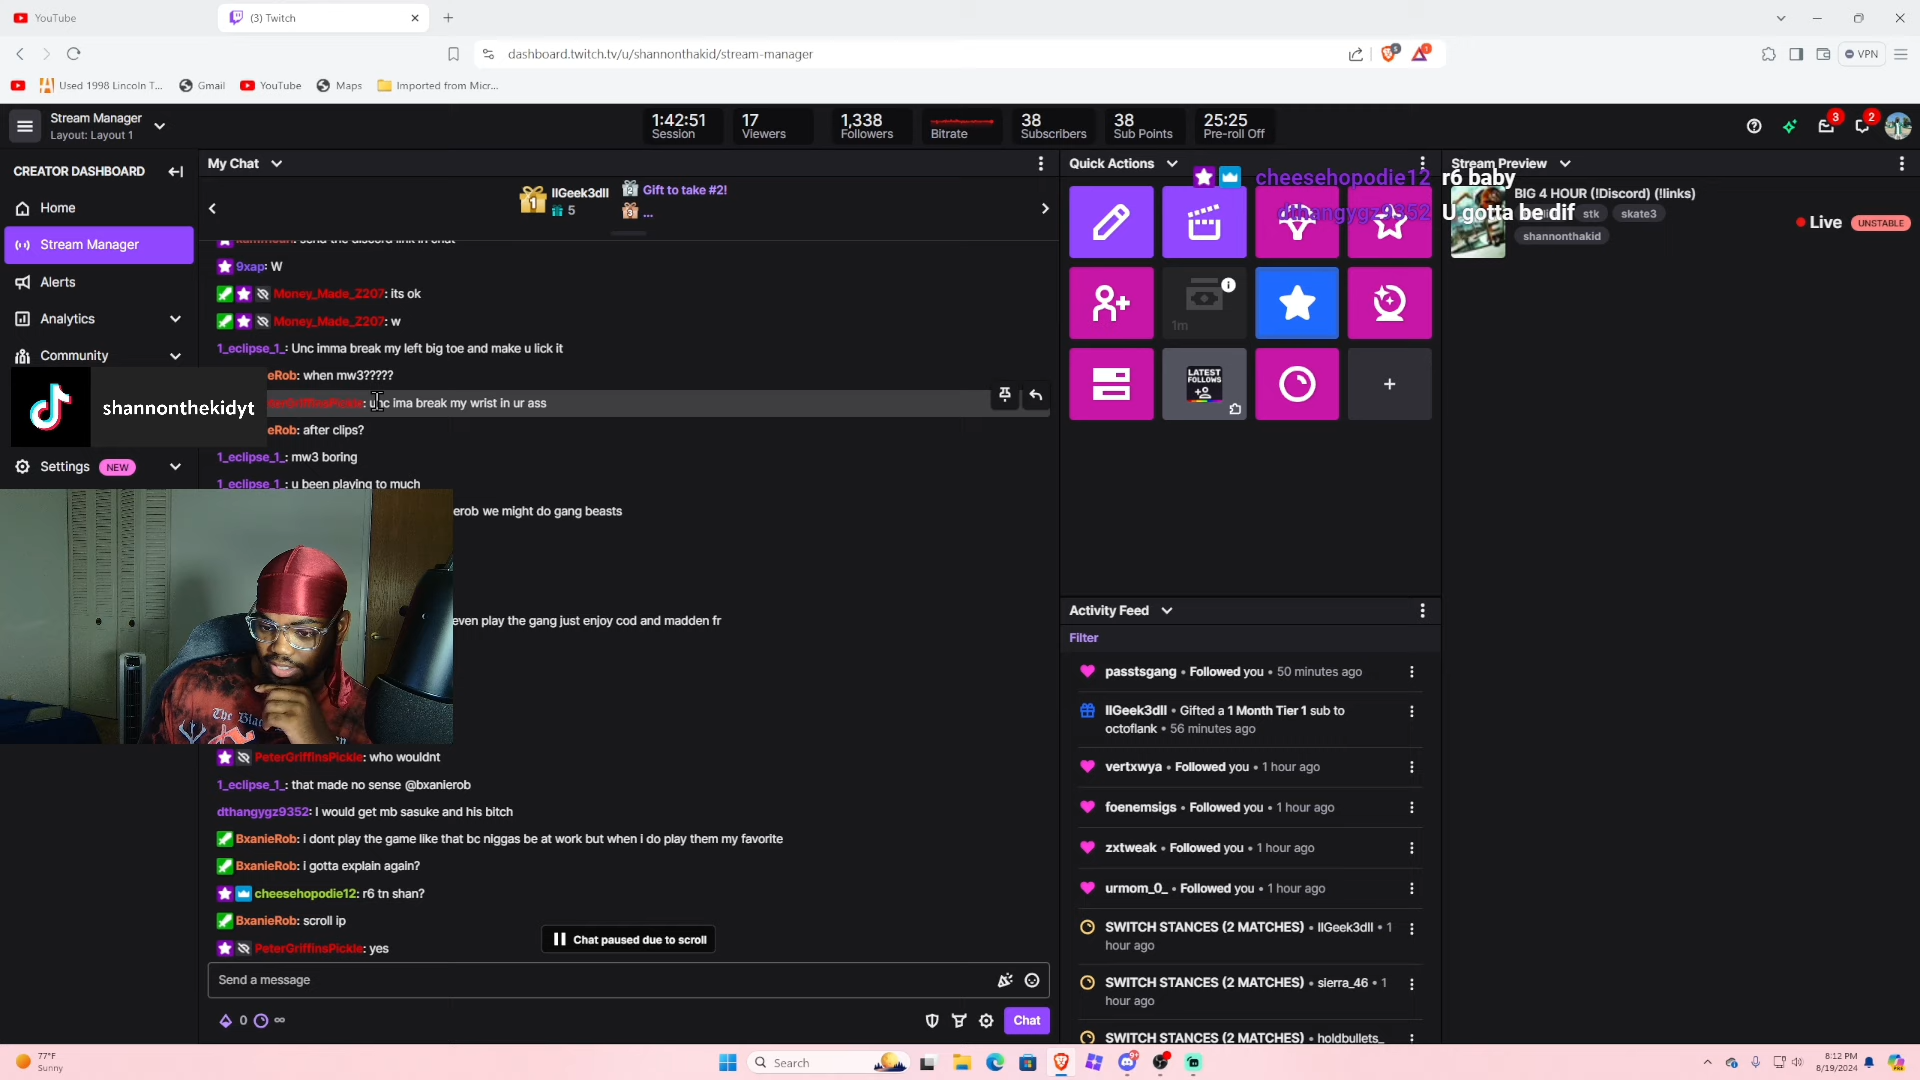 YouTube
(3) Twitch
dashboard.twitch.tv/u/shannonthakid/stream-manager
VPN
Used 1998 Lincoln T...
Gmail
YouTube
Maps
Imported from Micr...
Stream Manager
Layout: Layout 1
1:42:51
Session
17
Viewers
1,338
Followers
Bitrate
38
Subscribers
38
Sub Points
25:25
Pre-roll Off
3
2
CREATOR DASHBOARD
Home
Stream Manager
Alerts
Analytics
Community
shannonthekidyt
Settings NEW
My Chat
1
llGeek3dll
5
Gift to take #2!
...
9xap: W
Money_Made_Z207: its ok
Money_Made_Z207: w
1_eclipse_1_: Unc imma break my left big toe and make u lick it
eRob: when mw3?????
terGriffinsPickle: unc ima break my wrist in ur ass
eRob: after clips?
1_eclipse_1_: mw3 boring
1_eclipse_1_: u been playing to much
erob we might do gang beasts
even play the gang just enjoy cod and madden fr
PeterGriffinsPickle: who wouldnt
1_eclipse_1_: that made no sense @bxanierob
dthangygz9352: I would get mb sasuke and his bitch
BxanieRob: i dont play the game like that bc niggas be at work but when i do play them my favorite
BxanieRob: i gotta explain again?
cheesehopodie12: r6 tn shan?
BxanieRob: scroll ip
PeterGriffinsPickle: yes
Chat paused due to scroll
Send a message
0
∞
Chat
Quick Actions
cheesehopodie12 r6 baby
dthangygz9352 U gotta be dif
1m
LATEST
FOLLOWS
+
Activity Feed
Filter
passtsgang • Followed you • 50 minutes ago
llGeek3dll • Gifted a 1 Month Tier 1 sub to
octoflank • 56 minutes ago
vertxwya • Followed you • 1 hour ago
foenemsigs • Followed you • 1 hour ago
zxtweak • Followed you • 1 hour ago
urmom_0_ • Followed you • 1 hour ago
SWITCH STANCES (2 MATCHES) • llGeek3dll • 1
hour ago
SWITCH STANCES (2 MATCHES) • sierra_46 • 1
hour ago
SWITCH STANCES (2 MATCHES) • holdbullets_
Stream Preview
BIG 4 HOUR (!Discord) (!links)
stk
skate3
shannonthakid
Live
UNSTABLE
77°F
Sunny
Search
8:12 PM
8/19/2024